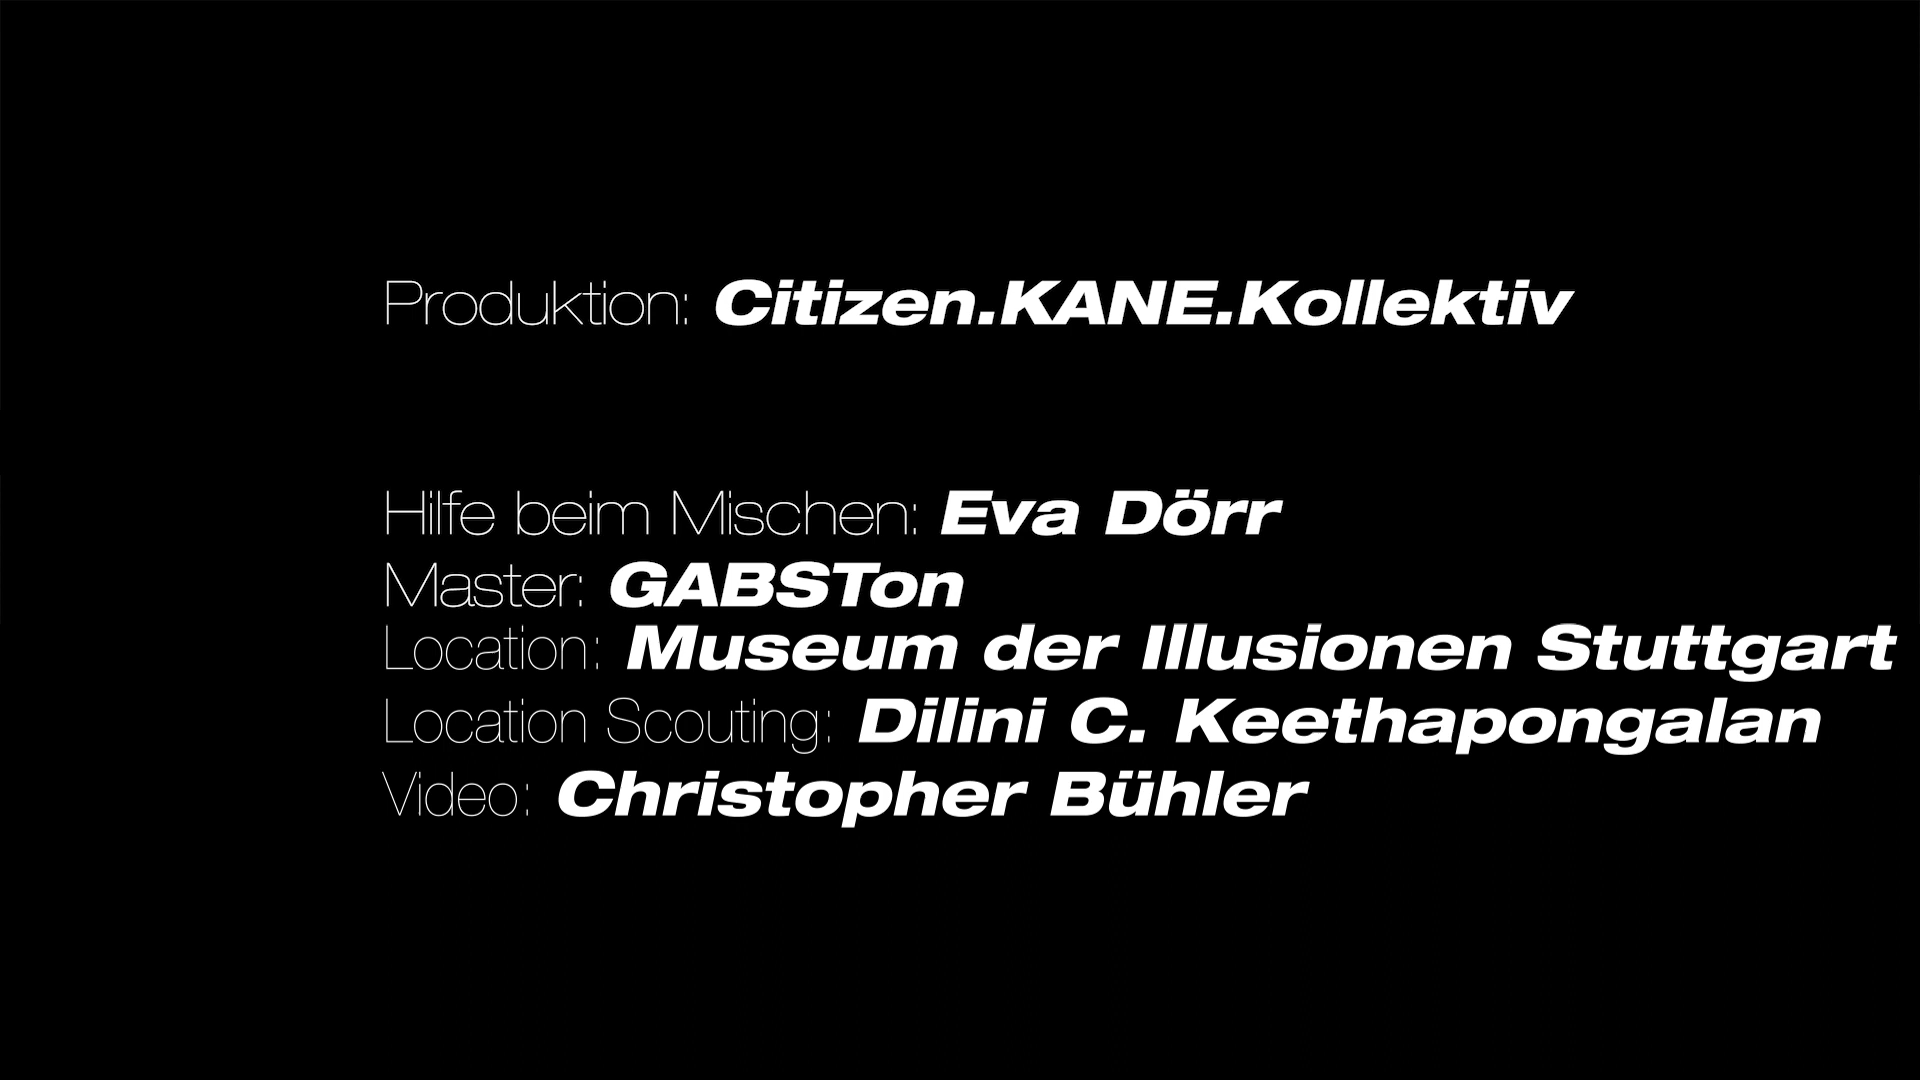 Produktion: Citizen.KANE.Kollektiv
Hilfe beim Mischen: Eva Dörr
Master: GABSTon
Location: Museum der Illusionen Stuttgart
Location Scouting: Dilini C. Keethapongalan
Video: Christopher Bühler